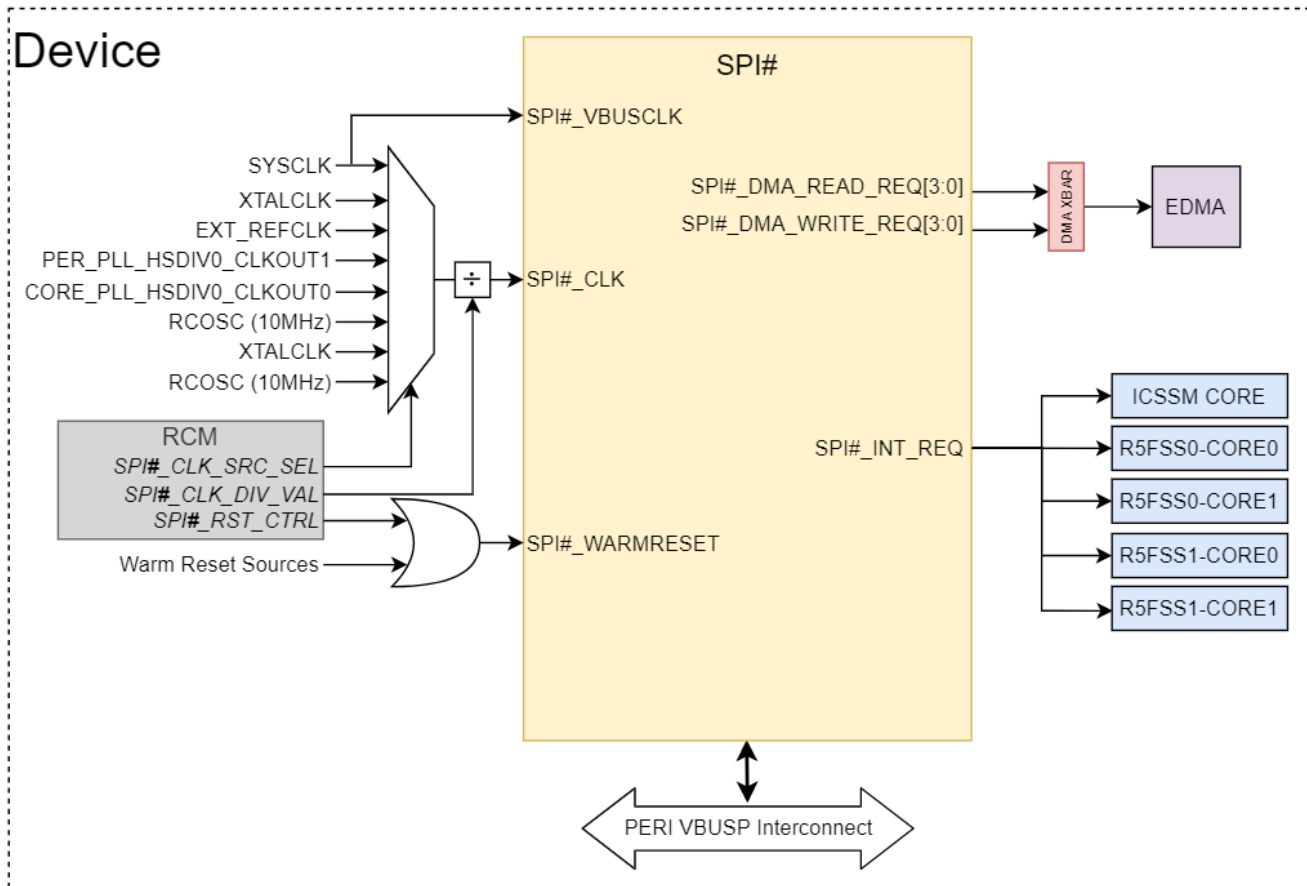 Device
SPI#
SPI#_VBUSCLK
SYSCLK
XTALCLK
EXT_REFCLK
PER_PLL_HSDIV0_CLKOUT1
CORE_PLL_HSDIV0_CLKOUT0
RCOSC (10MHz)
XTALCLK
RCOSC (10MHz)
÷
SPI#_CLK
RCM
SPI#_CLK_SRC_SEL
SPI#_CLK_DIV_VAL
SPI#_RST_CTRL
Warm Reset Sources
SPI#_WARMRESET
SPI#_DMA_READ_REQ[3:0]
SPI#_DMA_WRITE_REQ[3:0]
DMA XBAR
EDMA
SPI#_INT_REQ
ICSSM CORE
R5FSS0-CORE0
R5FSS0-CORE1
R5FSS1-CORE0
R5FSS1-CORE1
PERI VBUSP Interconnect